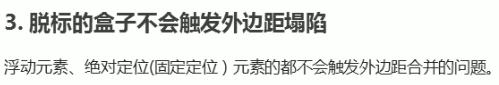 3. 脱标的盒子不会触发外边距塌陷
浮动元素、绝对定位(固定定位）元素的都不会触发外边距合并的问题。